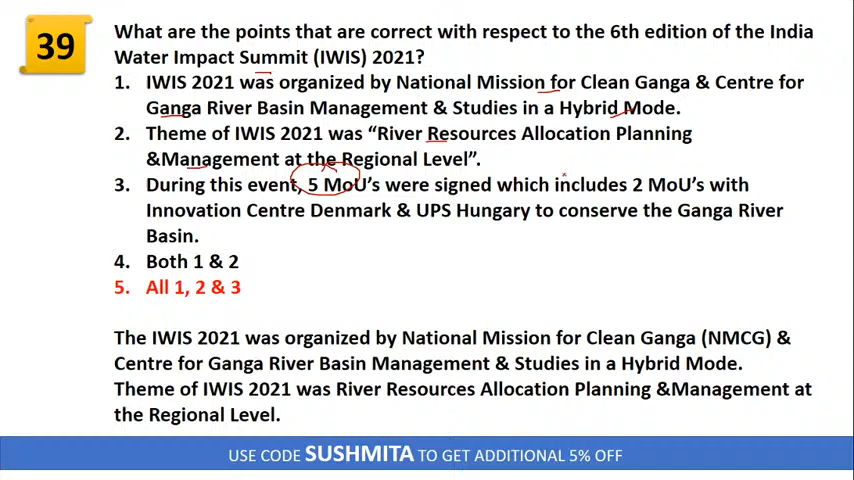 39
What are the points that are correct with respect to the 6th edition of the India
Water Impact Summit (IWIS) 2021?
1. IWIS 2021 was organized by National Mission for Clean Ganga & Centre for
Ganga River Basin Management & Studies in a Hybrid Mode.
2. Theme of IWIS 2021 was “River Resources Allocation Planning
&Management at the Regional Level”.
3. During this event, 5 MoU’s were signed which includes 2 MoU’s with
Innovation Centre Denmark & UPS Hungary to conserve the Ganga River
Basin.
4. Both 1 & 2
5. All 1, 2 & 3
The IWIS 2021 was organized by National Mission for Clean Ganga (NMCG) &
Centre for Ganga River Basin Management & Studies in a Hybrid Mode.
Theme of IWIS 2021 was River Resources Allocation Planning &Management at
the Regional Level.
USE CODE SUSHMITA TO GET ADDITIONAL 5% OFF